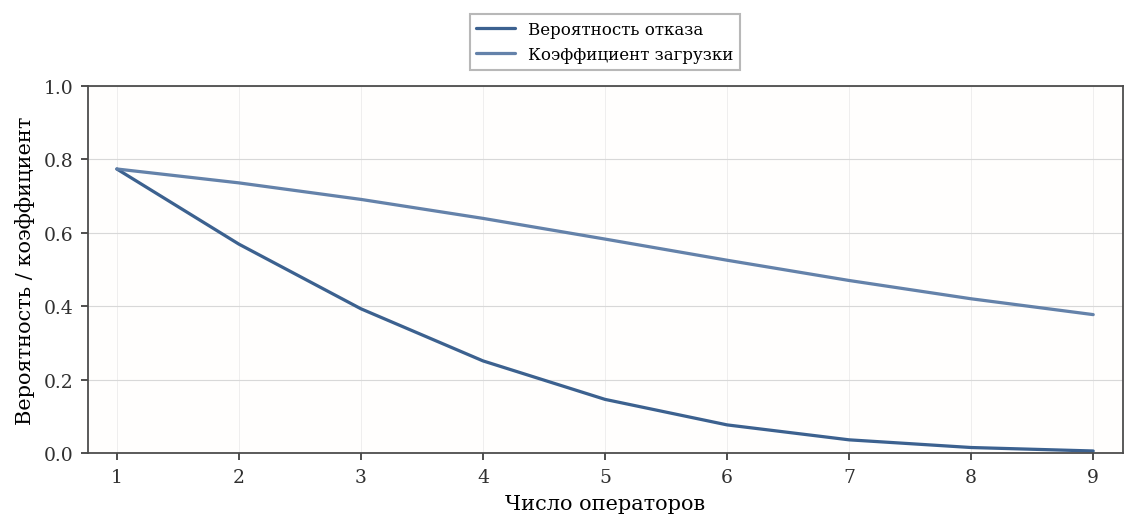 Вероятность отказа
Коэффициент загрузки
Вероятность / коэффициент
1.0
0.8
0.6
0.4
0.2
0.0
1 2 3 4 5 6 7 8 9
Число операторов